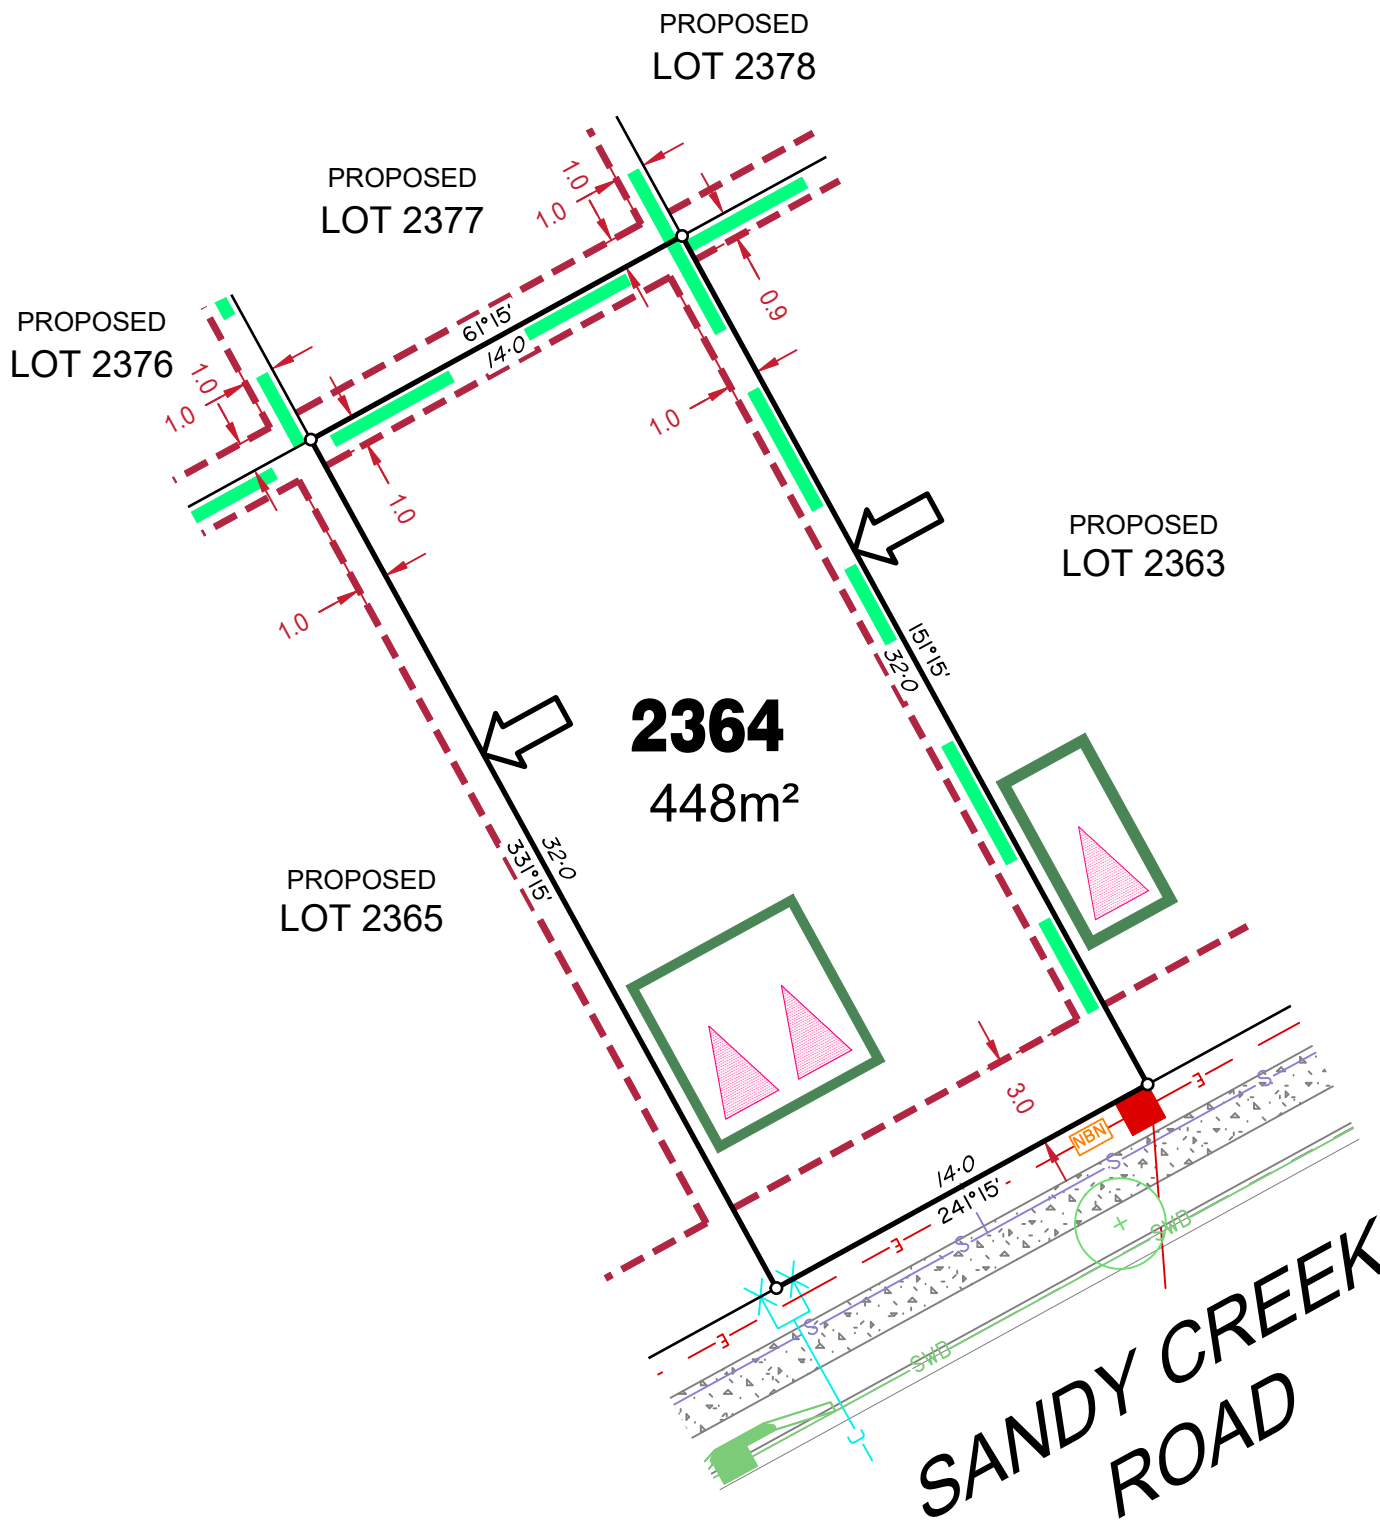 PROPOSED
LOT 2378
PROPOSED
LOT 2377
1.0
1.0
PROPOSED
LOT 2376
1.0
1.0
61°15'
14·0
0.9
1.0
1.0
1.0
PROPOSED
LOT 2363
151°15'
32·0
2364
448m²
32·0
331°15'
PROPOSED
LOT 2365
3.0
NBN
14·0
241°15'
E
E
E
S
S
S
S
SWD
SWD
SANDY CREEK
ROAD